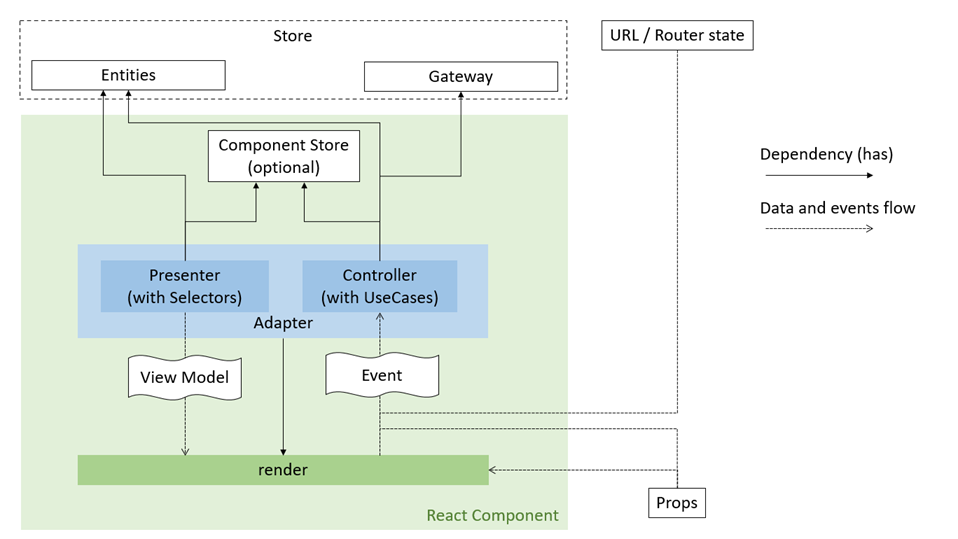 Store
URL / Router state
Entities
Gateway
Component Store
(optional)
Dependency (has)
Data and events flow
Presenter
(with Selectors)
Controller
(with UseCases)
Adapter
View Model
Event
render
Props
React Component